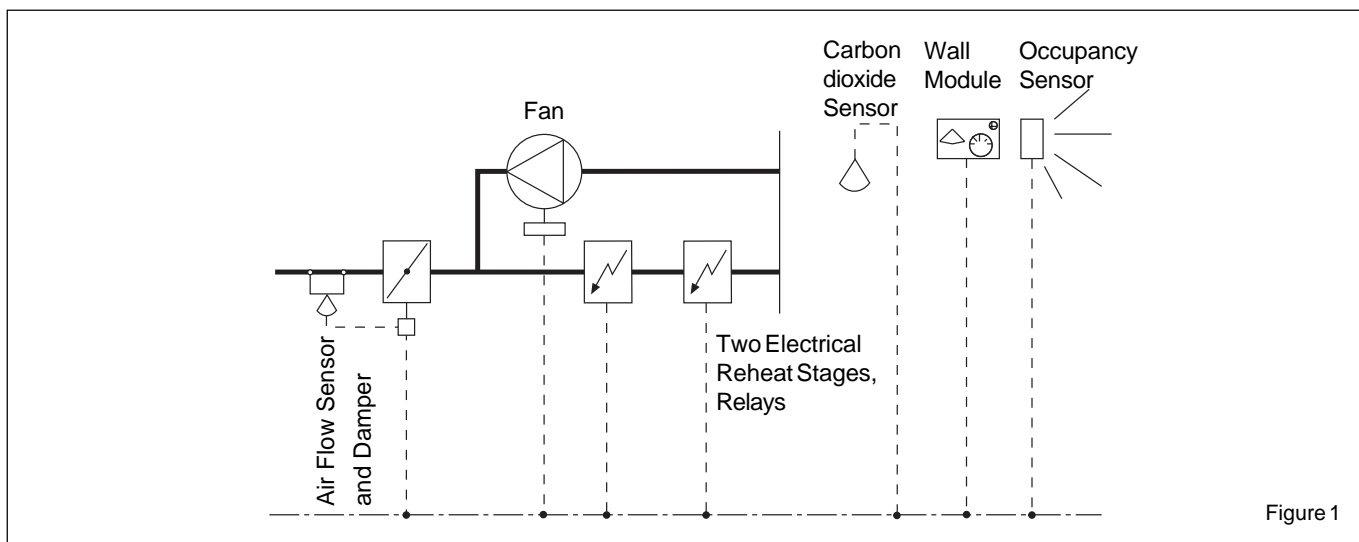 Carbon
dioxide
Sensor
Wall
Module
Occupancy
Sensor
Fan
Two Electrical
Reheat Stages,
Relays
Air Flow Sensor
and Damper
Figure 1